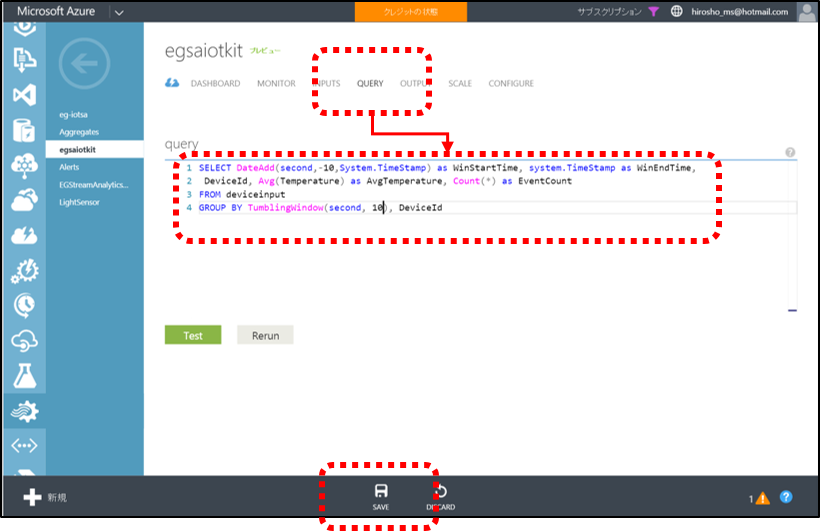 Microsoft Azure
クレジットの状態
サブスクリプション
hirosho_ms@hotmail.com
egsaiotkit
プレビュー
DASHBOARD MONITOR INPUTS QUERY OUTPUTS SCALE CONFIGURE
eg-iotsa
Aggregates
egsaiotkit
Alerts
EGStreamAnalytics...
LightSensor
query
1 SELECT DateAdd(second,-10,System.TimeStamp) as WinStartTime, system.TimeStamp as WinEndTime,
2 DeviceId, Avg(Temperature) as AvgTemperature, Count(*) as EventCount
3 FROM deviceinput
4 GROUP BY TumblingWindow(second, 10), DeviceId
Test Rerun
新規
SAVE
DISCARD
1